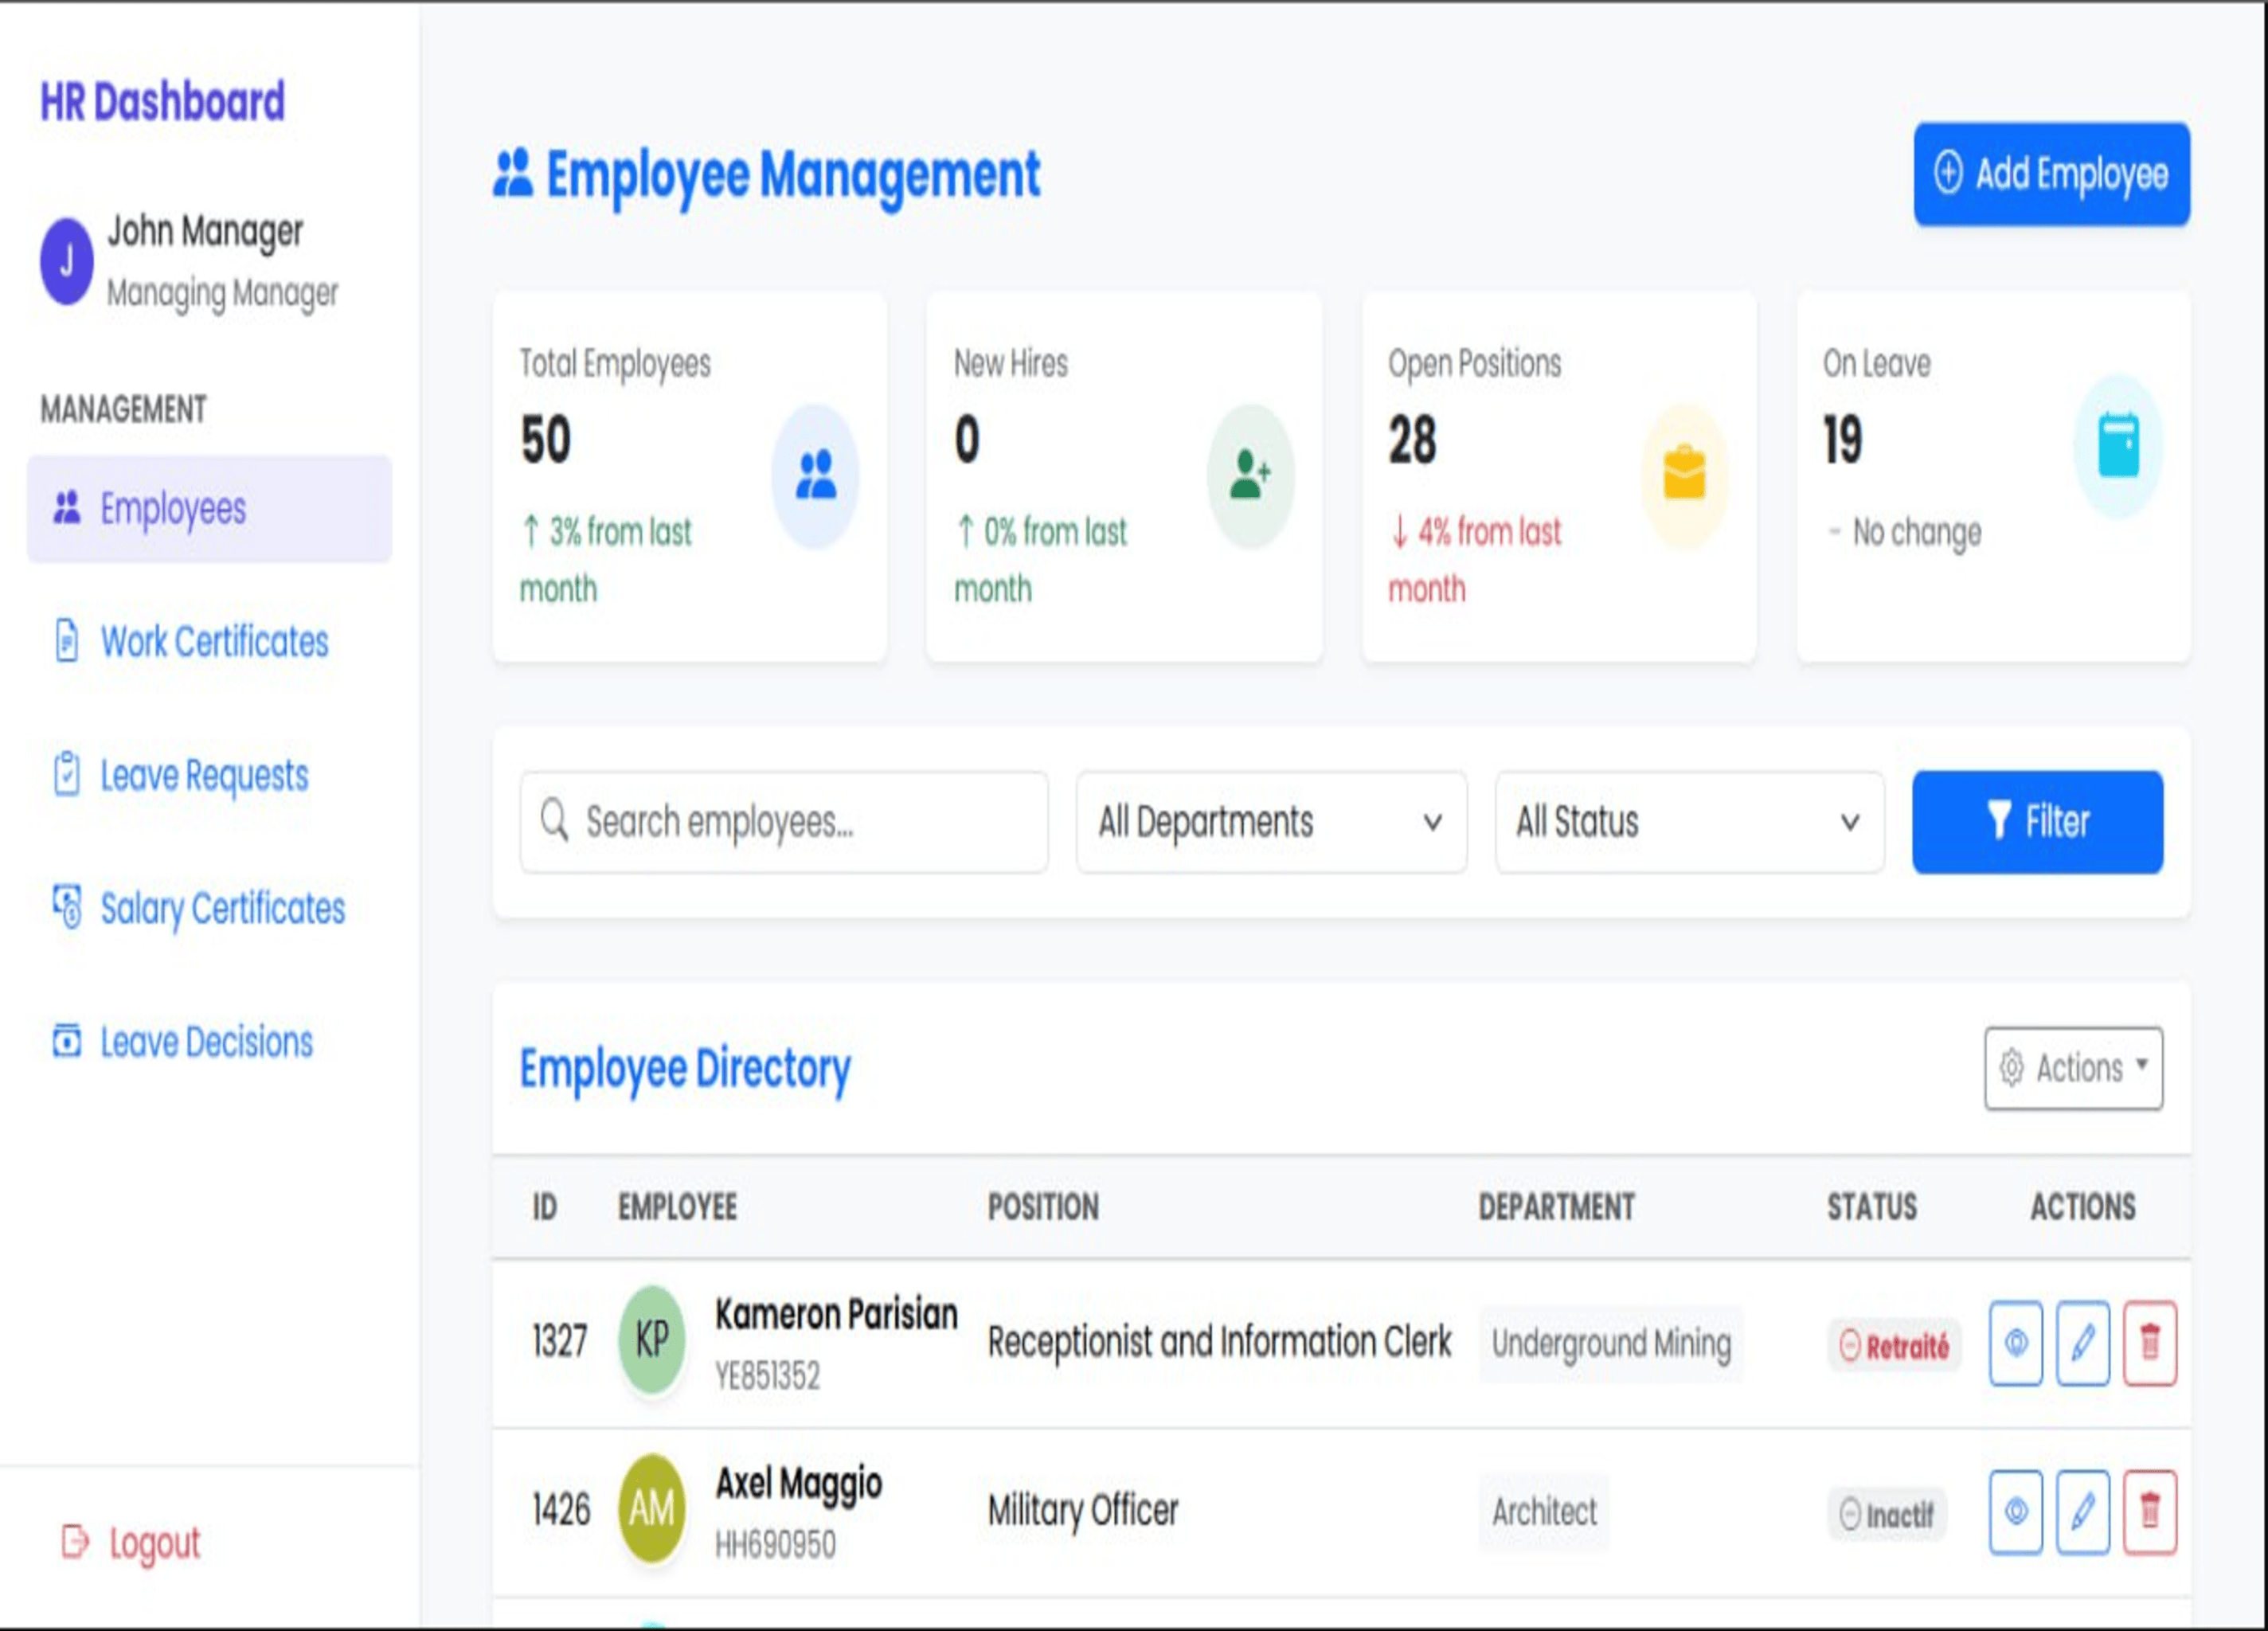 HR Dashboard
J
John Manager
Managing Manager
MANAGEMENT
Employees
Work Certificates
Leave Requests
Salary Certificates
Leave Decisions
Logout
Employee Management
Add Employee
Total Employees
50
↑ 3% from last
month
New Hires
0
↑ 0% from last
month
Open Positions
28
↓ 4% from last
month
On Leave
19
- No change
Search employees...
All Departments
All Status
Filter
Employee Directory
Actions
ID EMPLOYEE POSITION DEPARTMENT STATUS ACTIONS
1327 KP Kameron Parisian Receptionist and Information Clerk Underground Mining Retraité
YE851352
1426 AM Axel Maggio Military Officer Architect Inactif
HH690950